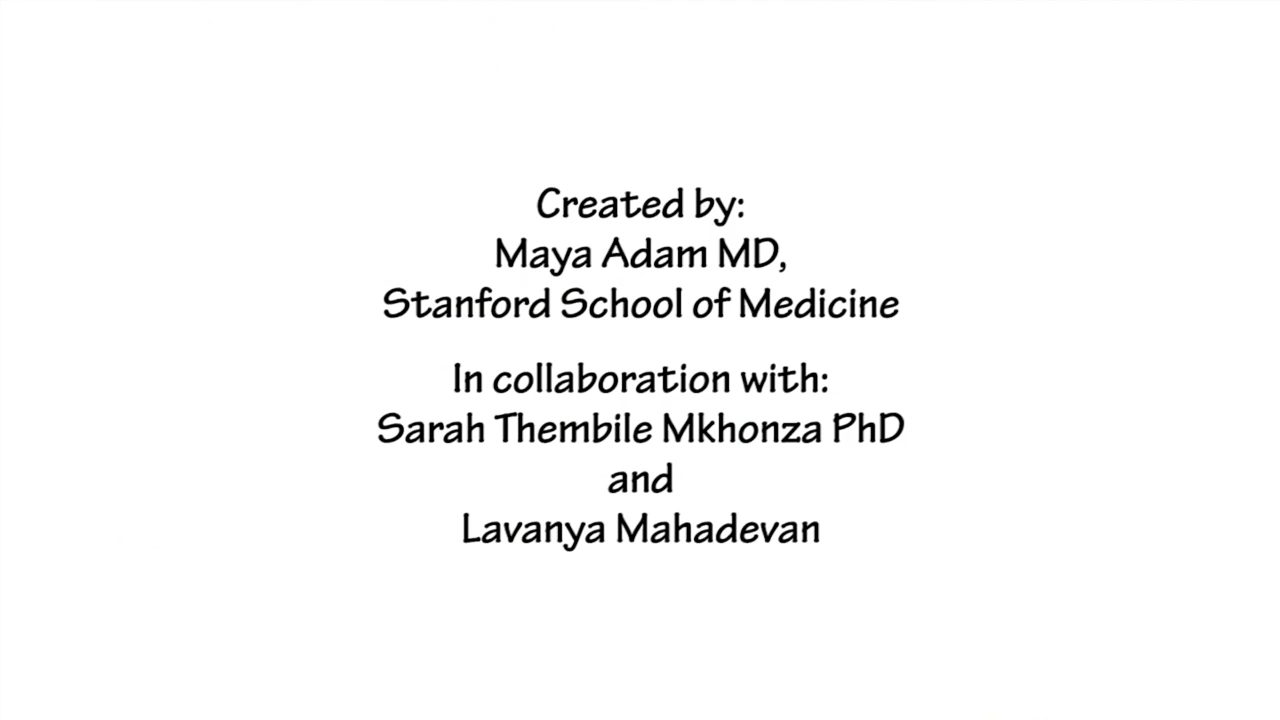 Created by:
Maya Adam MD,
Stanford School of Medicine
In collaboration with:
Sarah Thembile Mkhonza PhD
and
Lavanya Mahadevan